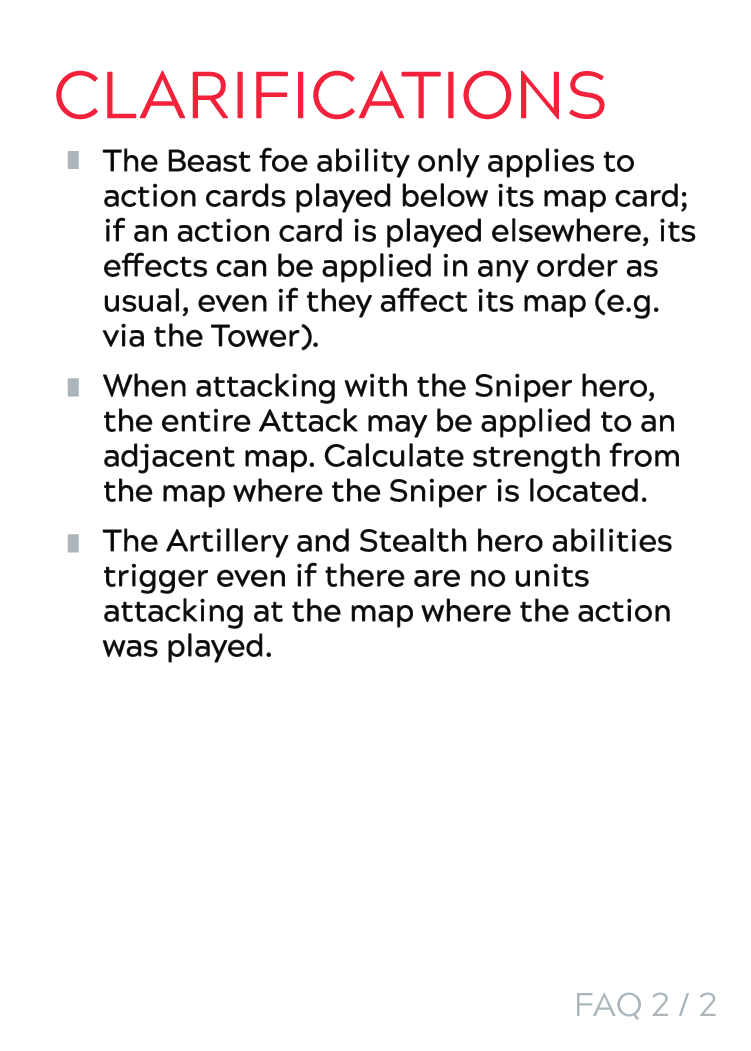 CLARIFICATIONS
The Beast foe ability only applies to
action cards played below its map card;
if an action card is played elsewhere, its
effects can be applied in any order as
usual, even if they affect its map (e.g.
via the Tower).
When attacking with the Sniper hero,
the entire Attack may be applied to an
adjacent map. Calculate strength from
the map where the Sniper is located.
The Artillery and Stealth hero abilities
trigger even if there are no units
attacking at the map where the action
was played.
FAQ 2 / 2